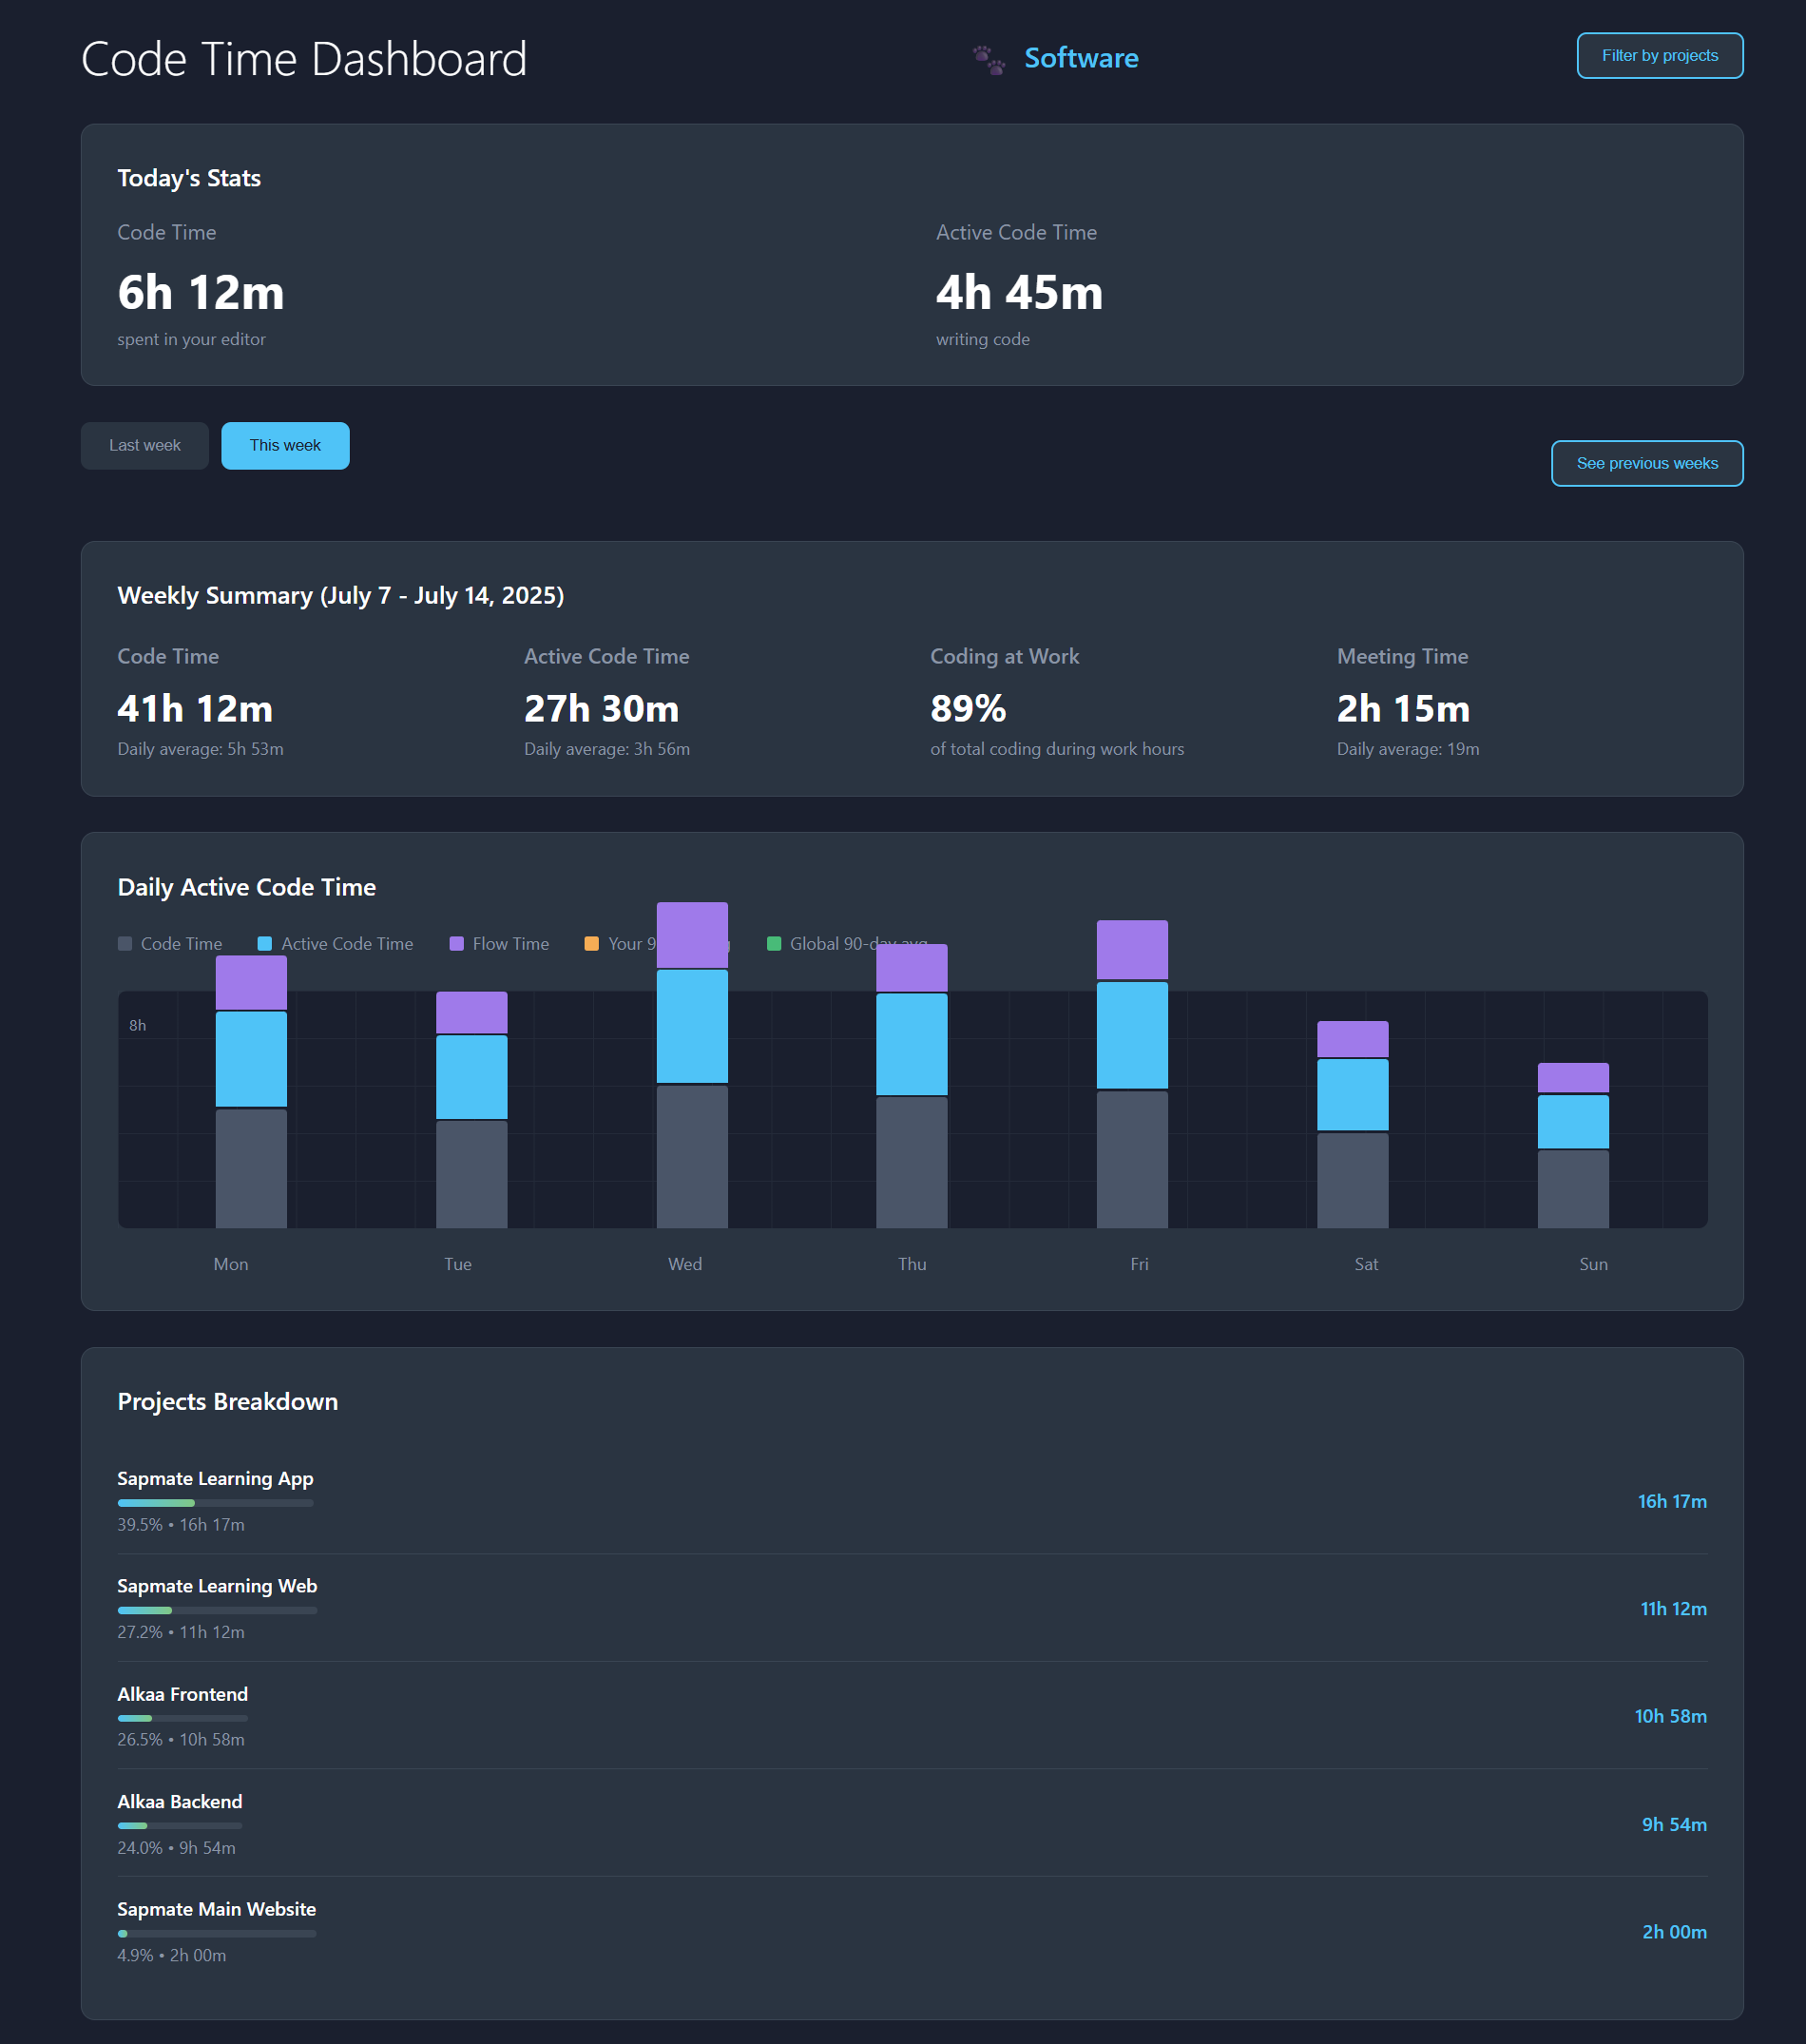 Code Time Dashboard
Software
Filter by projects
Today's Stats
Code Time
Active Code Time
6h 12m
4h 45m
spent in your editor
writing code
Last week
This week
See previous weeks
Weekly Summary (July 7 - July 14, 2025)
Code Time
Active Code Time
Coding at Work
Meeting Time
41h 12m
27h 30m
89%
2h 15m
Daily average: 5h 53m
Daily average: 3h 56m
of total coding during work hours
Daily average: 19m
Daily Active Code Time
Code Time
Active Code Time
Flow Time
Your
Global 90-day avg
8h
Mon
Tue
Wed
Thu
Fri
Sat
Sun
Projects Breakdown
Sapmate Learning App
39.5% • 16h 17m
16h 17m
Sapmate Learning Web
27.2% • 11h 12m
11h 12m
Alkaa Frontend
26.5% • 10h 58m
10h 58m
Alkaa Backend
24.0% • 9h 54m
9h 54m
Sapmate Main Website
4.9% • 2h 00m
2h 00m